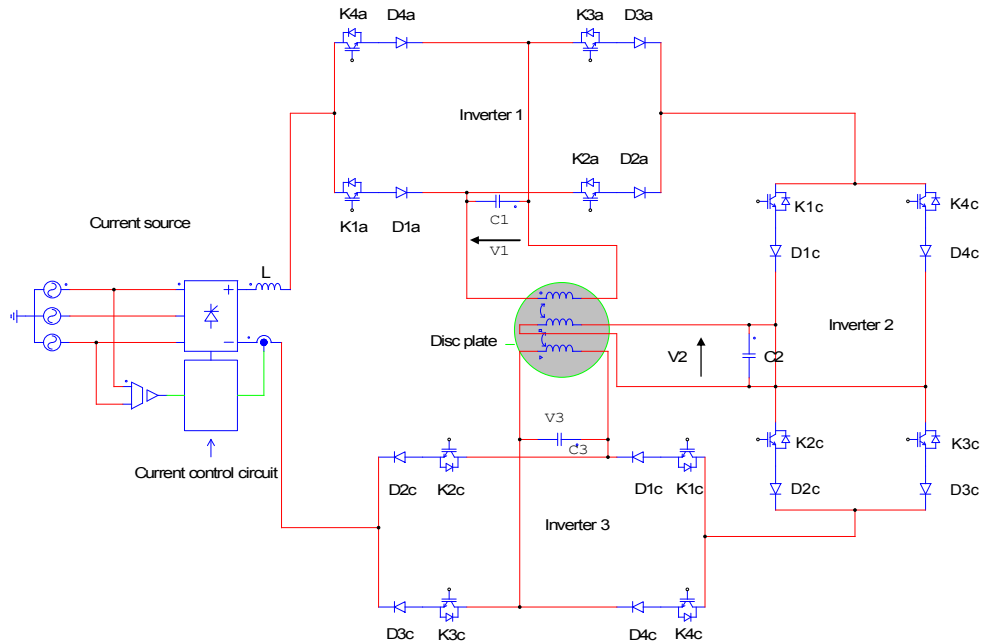 K4a D4a K3a D3a
Inverter 1
K2a D2a
K1a D1a
C1
V1
Current source
L
+
−
K1c K4c
D1c D4c
Inverter 2
Disc plate
V2 C2
K2c K3c
D2c D3c
V3
C3
Current control circuit
D2c K2c D1c K1c
Inverter 3
D3c K3c D4c K4c